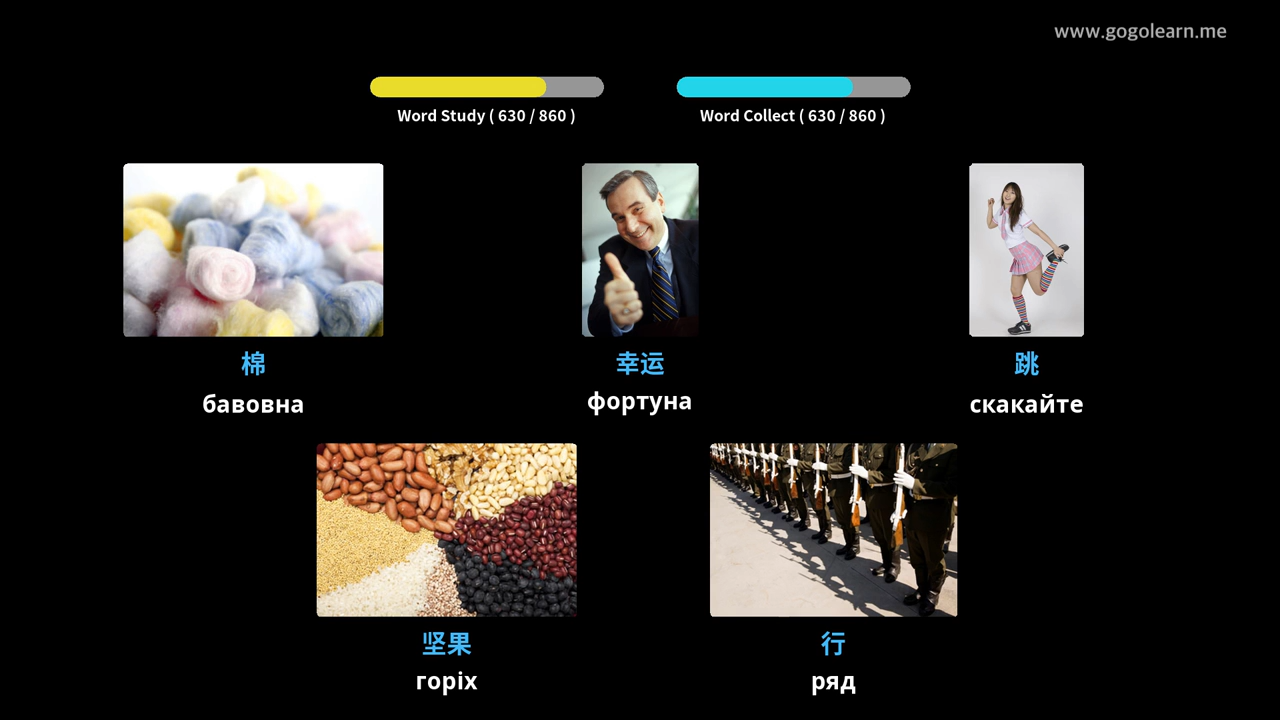 www.gogolearn.me
Word Study ( 630 / 860 )
Word Collect ( 630 / 860 )
棉
бавовна
幸运
фортуна
跳
скакайте
坚果
горіх
行
ряд